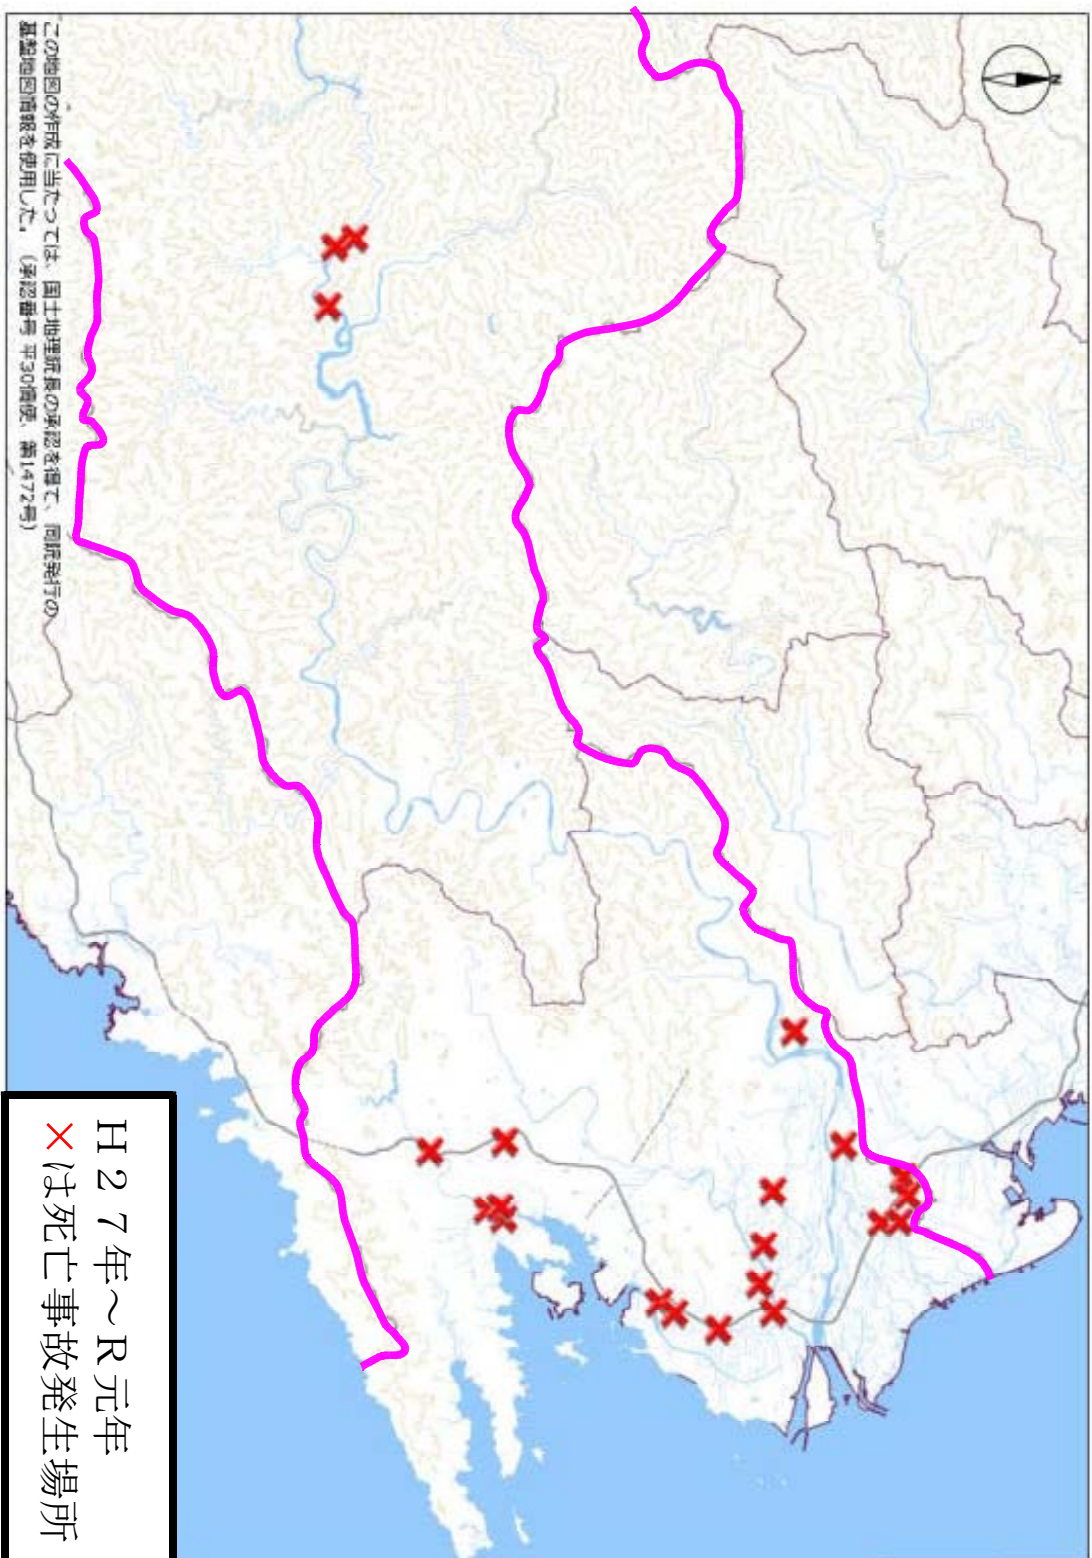 H27年~R元年
×は死亡事故発生場所
この地図の作成に当たっては、国土地理院長の承認を得て、同院発行の
基盤地図情報を使用した。(承認番号 平30情使、第1472号)
N